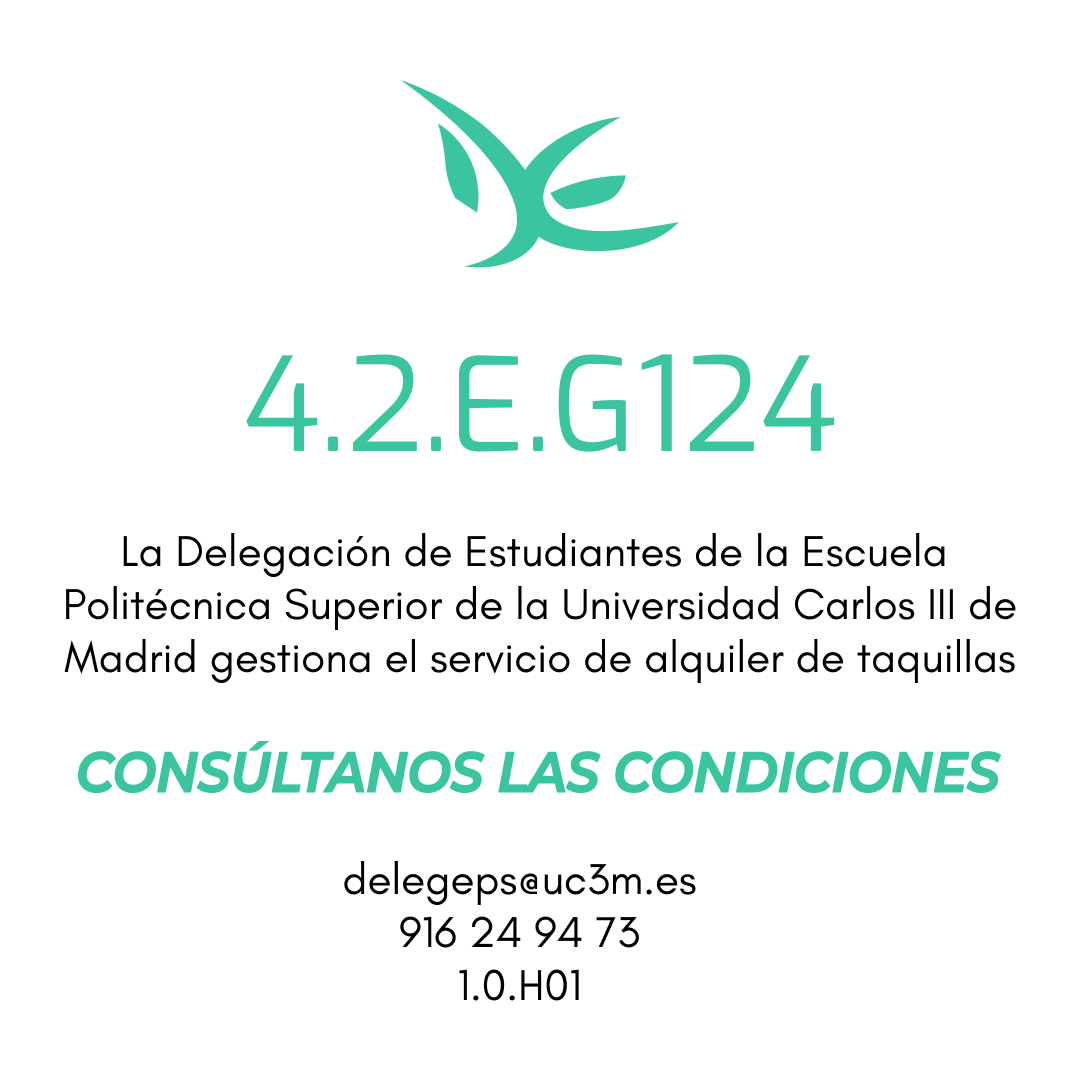 4.2.E.G124
La Delegación de Estudiantes de la Escuela
Politécnica Superior de la Universidad Carlos III de
Madrid gestiona el servicio de alquiler de taquillas
CONSÚLTANOS LAS CONDICIONES
delegeps@uc3m.es
916 24 94 73
1.0.H01